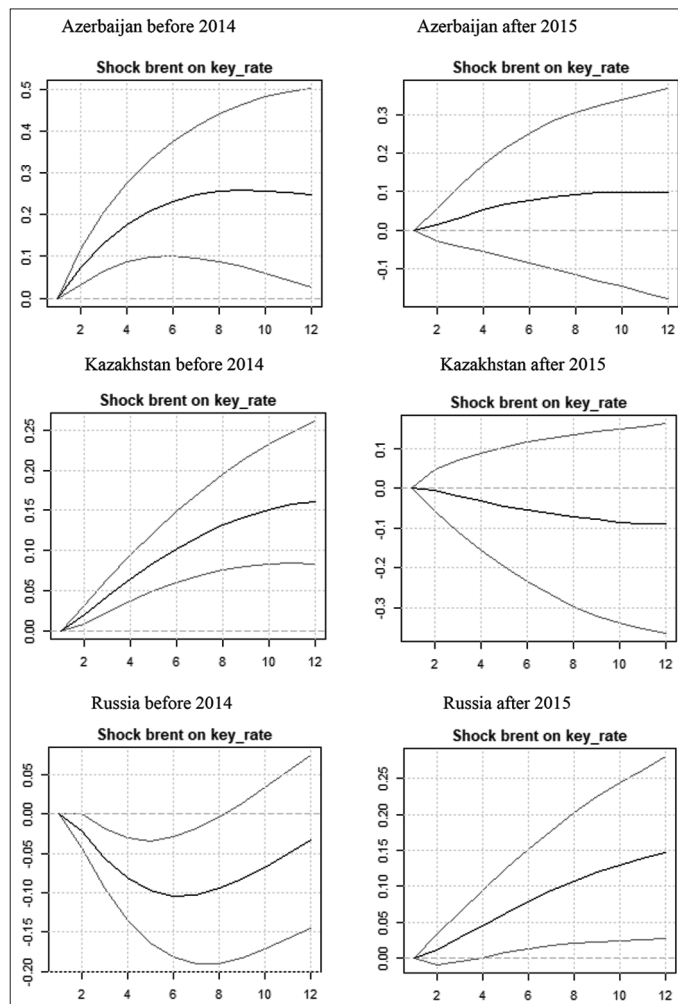 Azerbaijan before 2014
Azerbaijan after 2015
Shock brent on key_rate
Shock brent on key_rate
0.5
0.4
0.3
0.2
0.1
0.0
2 4 6 8 10 12
0.3
0.2
0.1
0.0
-0.1
2 4 6 8 10 12
Kazakhstan before 2014
Kazakhstan after 2015
Shock brent on key_rate
Shock brent on key_rate
0.25
0.20
0.15
0.10
0.05
0.00
2 4 6 8 10 12
0.1
0.0
-0.1
-0.2
-0.3
2 4 6 8 10 12
Russia before 2014
Russia after 2015
Shock brent on key_rate
Shock brent on key_rate
0.05
0.00
-0.05
-0.10
-0.15
-0.20
2 4 6 8 10 12
0.25
0.20
0.15
0.10
0.05
0.00
2 4 6 8 10 12